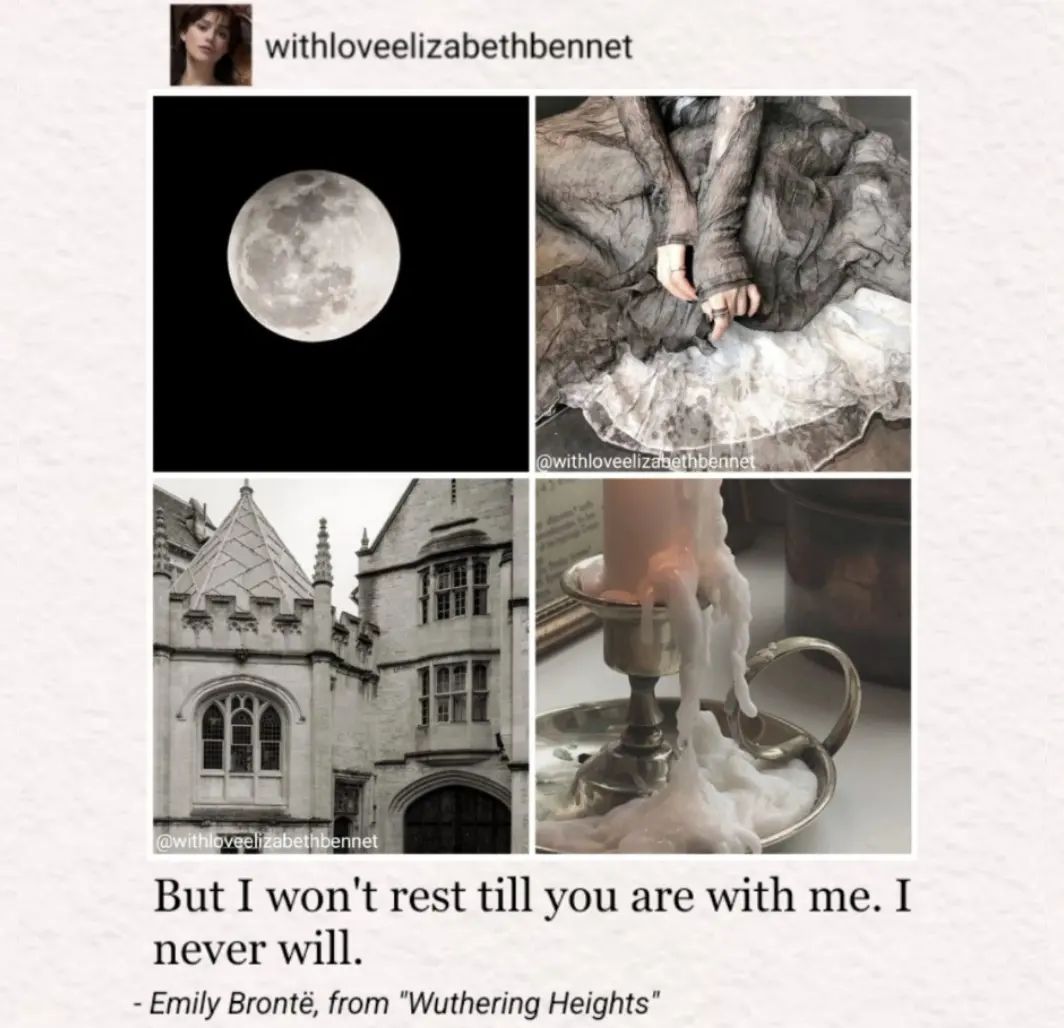 withloveelizabethbennet
@withloveelizabethbennet
@withloveelizabethbennet
But I won't rest till you are with me. I
never will.
- Emily Brontë, from "Wuthering Heights"